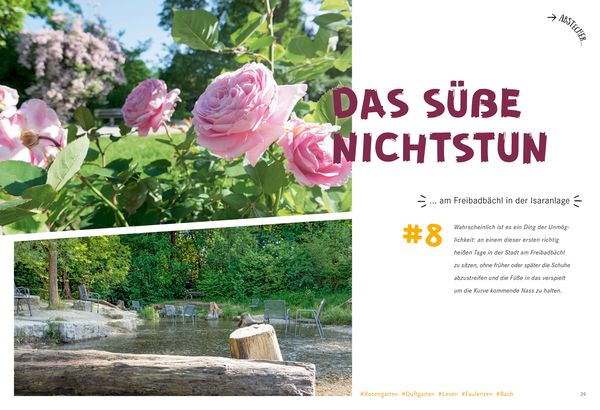 → ABSTECHER...
DAS SÜẞE
NICHTSTUN
... am Freibadbächl in der Isaranlage
#8
Wahrscheinlich ist es ein Ding der Unmög-
lichkeit: an einem dieser ersten richtig
heißen Tage in der Stadt am Freibadbächl
zu sitzen, ohne früher oder später die Schuhe
abzustreifen und die Füße in das verspielt
um die Kurve kommende Nass zu halten.
#Rosengarten #Duftgarten #Lesen #Faulenzen #Bach
39